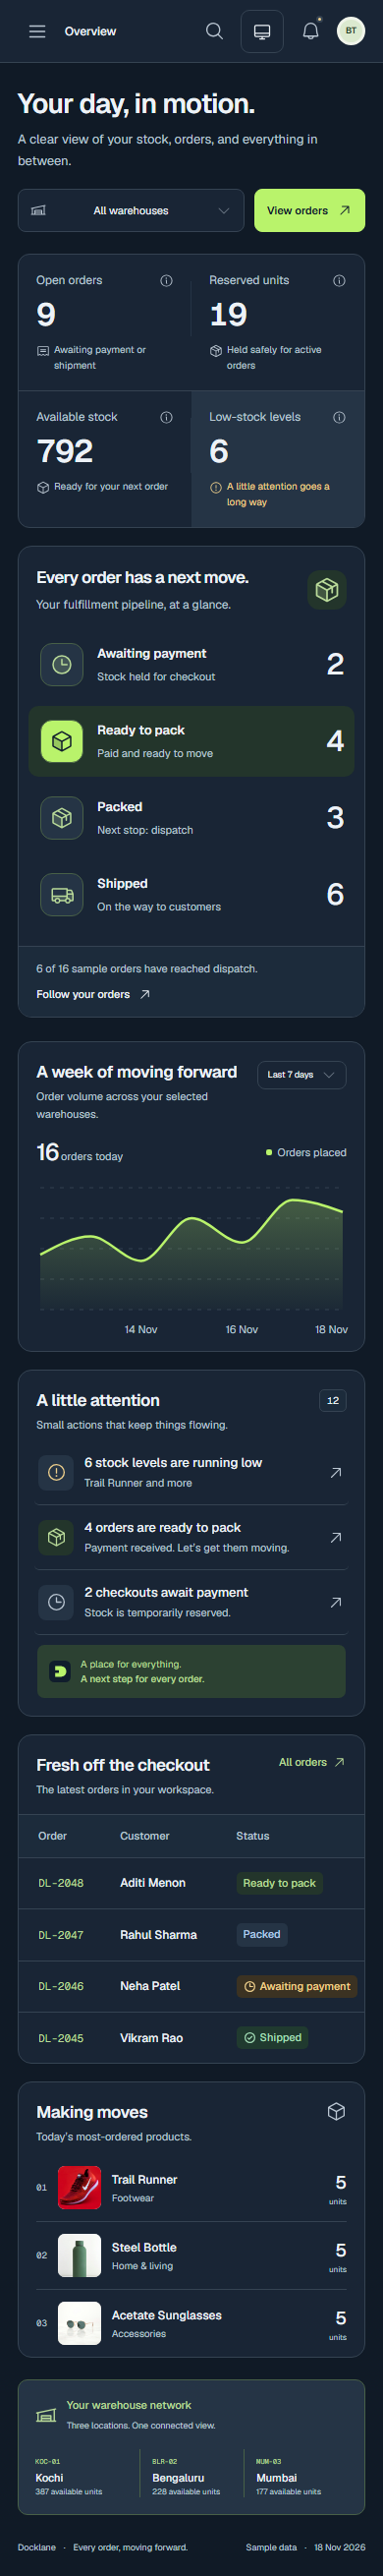 Overview
BT
Your day, in motion.
A clear view of your stock, orders, and everything in
between.
All warehouses
View orders
Open orders
Reserved units
9
19
Awaiting payment or
shipment
Held safely for active
orders
Available stock
Low-stock levels
792
6
Ready for your next order
A little attention goes a
long way
Every order has a next move.
Your fulfillment pipeline, at a glance.
Awaiting payment
Stock held for checkout
2
Ready to pack
Paid and ready to move
4
Packed
Next stop: dispatch
3
Shipped
On the way to customers
6
6 of 16 sample orders have reached dispatch.
Follow your orders
A week of moving forward
Last 7 days
Order volume across your selected
warehouses.
16 orders today
Orders placed
14 Nov
16 Nov
18 Nov
A little attention
12
Small actions that keep things flowing.
6 stock levels are running low
Trail Runner and more
4 orders are ready to pack
Payment received. Let's get them moving.
2 checkouts await payment
Stock is temporarily reserved.
A place for everything.
A next step for every order.
Fresh off the checkout
All orders
The latest orders in your workspace.
Order Customer Status
DL-2048 Aditi Menon Ready to pack
DL-2047 Rahul Sharma Packed
DL-2046 Neha Patel Awaiting payment
DL-2045 Vikram Rao Shipped
Making moves
Today's most-ordered products.
01
Trail Runner
Footwear
5
units
02
Steel Bottle
Home & living
5
units
03
Acetate Sunglasses
Accessories
5
units
Your warehouse network
Three locations. One connected view.
KOC-01
Kochi
387 available units
BLR-02
Bengaluru
228 available units
MUM-03
Mumbai
177 available units
Docklane · Every order, moving forward.
Sample data · 18 Nov 2026